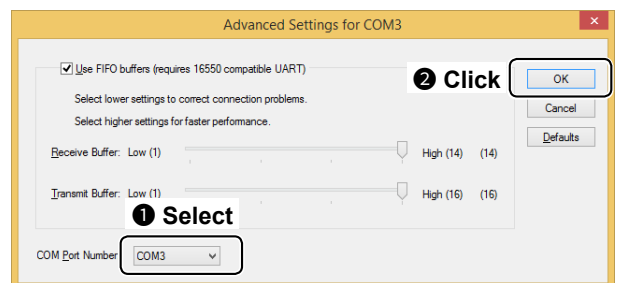 Advanced Settings for COM3
Use FIFO buffers (requires 16550 compatible UART)
❷ Click
OK
Select lower settings to correct connection problems.
Cancel
Select higher settings for faster performance.
Defaults
Receive Buffer: Low (1) High (14) (14)
Transmit Buffer: Low (1) High (16) (16)
❶ Select
COM Port Number COM3